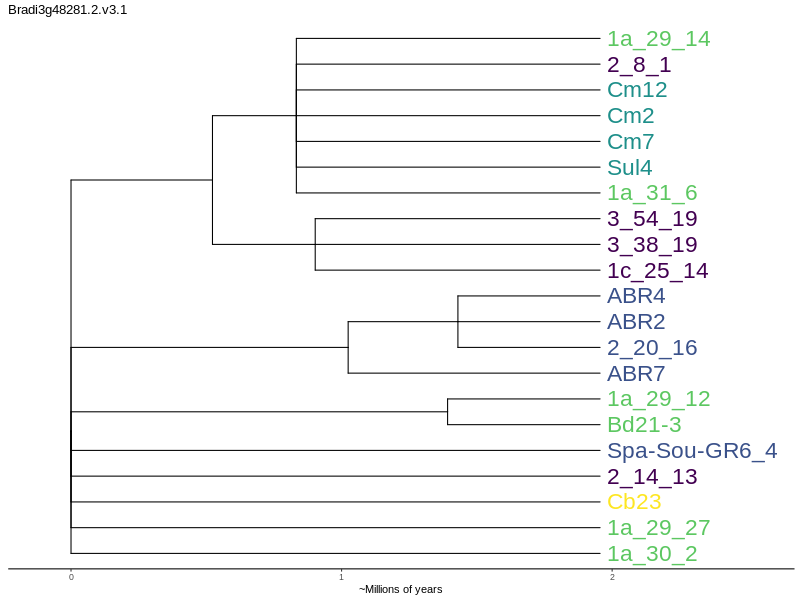 Bradi3g48281.2.v3.1
1a_29_14
2_8_1
Cm12
Cm2
Cm7
Sul4
1a_31_6
3_54_19
3_38_19
1c_25_14
ABR4
ABR2
2_20_16
ABR7
1a_29_12
Bd21-3
Spa-Sou-GR6_4
2_14_13
Cb23
1a_29_27
1a_30_2
0 1 2
~Millions of years